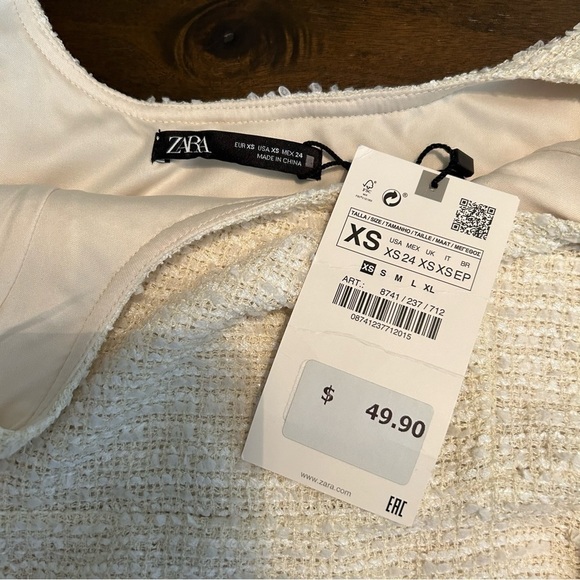 ZARA
EUR XS USA XS MEX 24
MADE IN CHINA
FSC
TALLA / SIZE / TAMANHO / TAILLE / MAAT / МЕГЕθΟΣ
XS
USA MEX UK IT BR
XS 24 XS XS EP
XS S M L XL
ART.: 8741 / 237 / 712
08741237712015
$ 49.90
www.zara.com
EAC